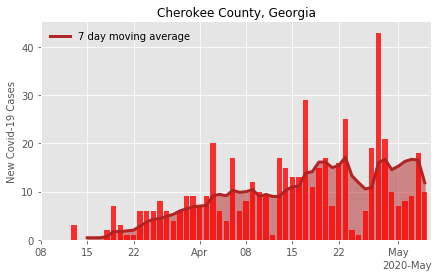 Cherokee County, Georgia
7 day moving average
New Covid-19 Cases
40
30
20
10
0
08 15 22 Apr 08 15 22 May
2020-May